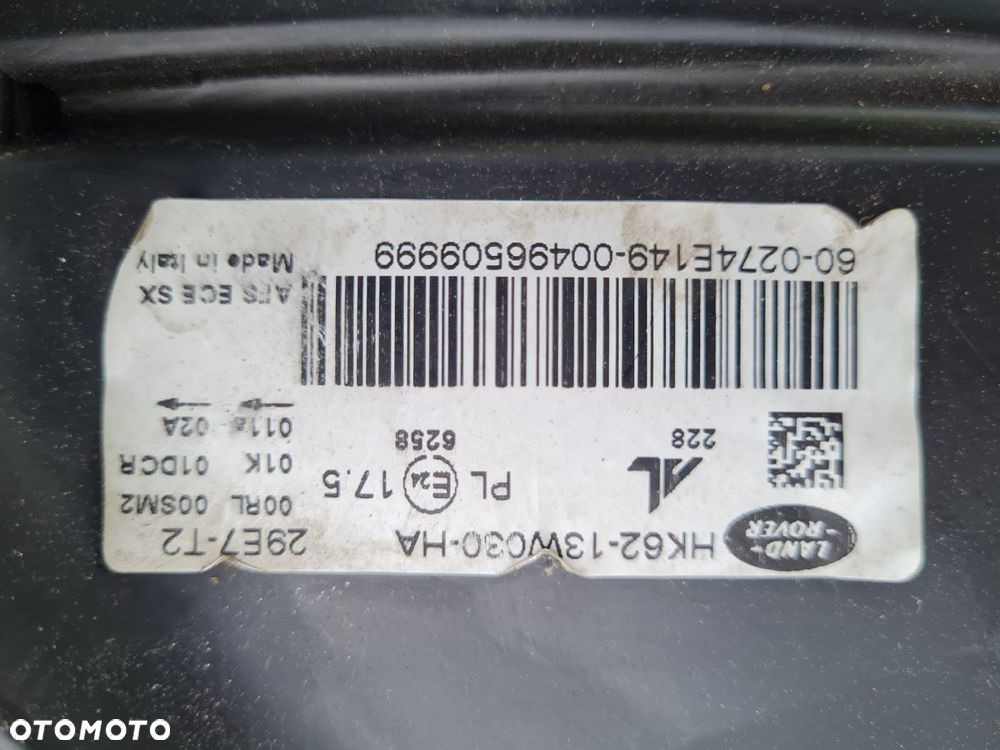 LAND-
-ROVER
HK62-13W030-HA
29E7-T2
AL
228
PL E24 17.5
6258
00RL 00SM2
01K 01DCR
02A
60-0274E149-00496509999
AFS ECE SX
Made in Italy
OTOMOTO